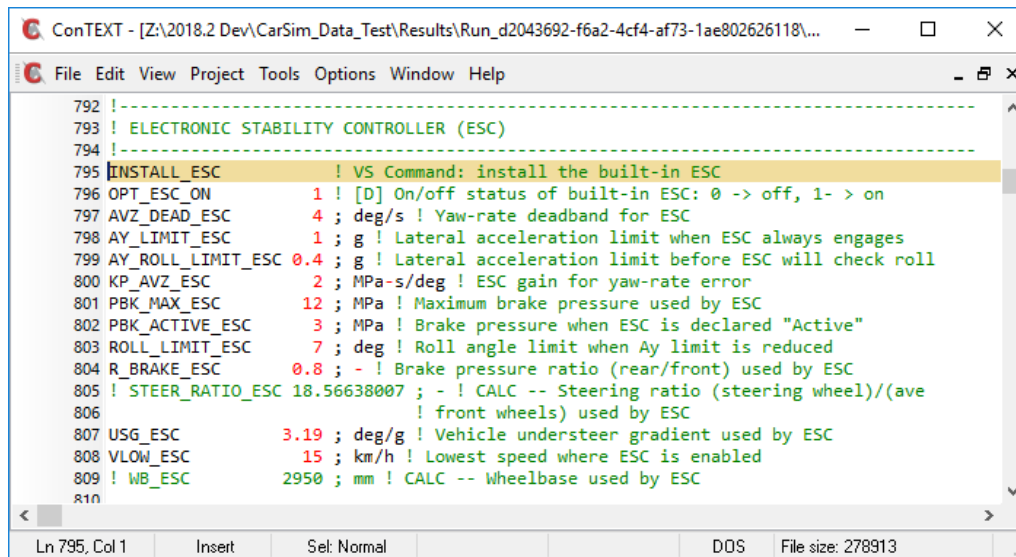 ConTEXT - [Z:\2018.2 Dev\CarSim_Data_Test\Results\Run_d2043692-f6a2-4cf4-af73-1ae802626118\...
File Edit View Project Tools Options Window Help
792 !-------------------------------------------------------------------------------------
793 ! ELECTRONIC STABILITY CONTROLLER (ESC)
794 !-------------------------------------------------------------------------------------
795 INSTALL_ESC ! VS Command: install the built-in ESC
796 OPT_ESC_ON 1 ! [D] On/off status of built-in ESC: 0 -> off, 1- > on
797 AVZ_DEAD_ESC 4 ; deg/s ! Yaw-rate deadband for ESC
798 AY_LIMIT_ESC 1 ; g ! Lateral acceleration limit when ESC always engages
799 AY_ROLL_LIMIT_ESC 0.4 ; g ! Lateral acceleration limit before ESC will check roll
800 KP_AVZ_ESC 2 ; MPa-s/deg ! ESC gain for yaw-rate error
801 PBK_MAX_ESC 12 ; MPa ! Maximum brake pressure used by ESC
802 PBK_ACTIVE_ESC 3 ; MPa ! Brake pressure when ESC is declared "Active"
803 ROLL_LIMIT_ESC 7 ; deg ! Roll angle limit when Ay limit is reduced
804 R_BRAKE_ESC 0.8 ; - ! Brake pressure ratio (rear/front) used by ESC
805 ! STEER_RATIO_ESC 18.56638007 ; - ! CALC -- Steering ratio (steering wheel)/(ave
806 ! front wheels) used by ESC
807 USG_ESC 3.19 ; deg/g ! Vehicle understeer gradient used by ESC
808 VLOW_ESC 15 ; km/h ! Lowest speed where ESC is enabled
809 ! WB_ESC 2950 ; mm ! CALC -- Wheelbase used by ESC
810
Ln 795, Col 1 Insert Sel: Normal DOS File size: 278913